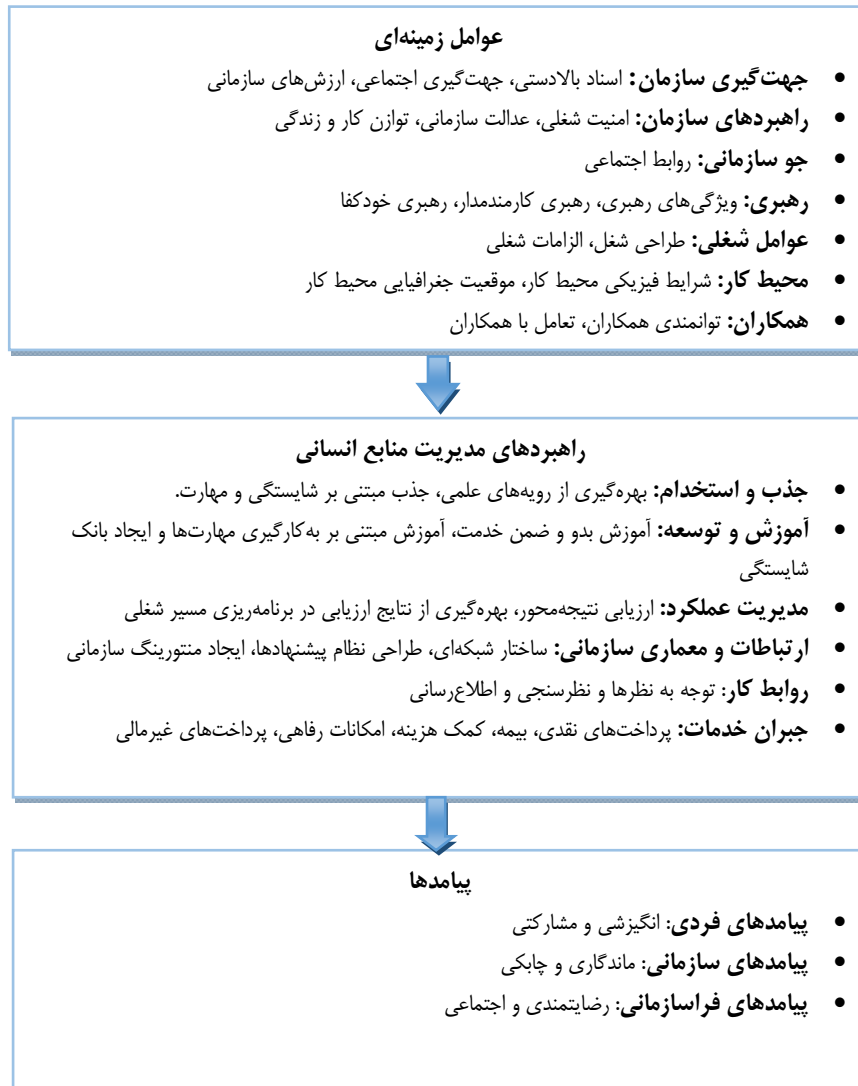 عوامل زمینه‌ای
• جهت‌گیری سازمان: اسناد بالادستی، جهت‌گیری اجتماعی، ارزش‌های سازمانی
• راهبردهای سازمان: امنیت شغلی، عدالت سازمانی، توازن کار و زندگی
• جو سازمانی: روابط اجتماعی
• رهبری: ویژگی‌های رهبری، رهبری کارمندمدار، رهبری خودکفا
• عوامل شغلی: طراحی شغل، الزامات شغلی
• محیط کار: شرایط فیزیکی محیط کار، موقعیت جغرافیایی محیط کار
• همکاران: توانمندی همکاران، تعامل با همکاران
راهبردهای مدیریت منابع انسانی
• جذب و استخدام: بهره‌گیری از رویه‌های علمی، جذب مبتنی بر شایستگی و مهارت.
• آموزش و توسعه: آموزش بدو و ضمن خدمت، آموزش مبتنی بر به‌کارگیری مهارت‌ها و ایجاد بانک
شایستگی
• مدیریت عملکرد: ارزیابی نتیجه‌محور، بهره‌گیری از نتایج ارزیابی در برنامه‌ریزی مسیر شغلی
• ارتباطات و معماری سازمانی: ساختار شبکه‌ای، طراحی نظام پیشنهادها، ایجاد منتورینگ سازمانی
• روابط کار: توجه به نظرها و نظرسنجی و اطلاع‌رسانی
• جبران خدمات: پرداخت‌های نقدی، بیمه، کمک هزینه، امکانات رفاهی، پرداخت‌های غیرمالی
پیامدها
• پیامدهای فردی: انگیزشی و مشارکتی
• پیامدهای سازمانی: ماندگاری و چابکی
• پیامدهای فراسازمانی: رضایتمندی و اجتماعی